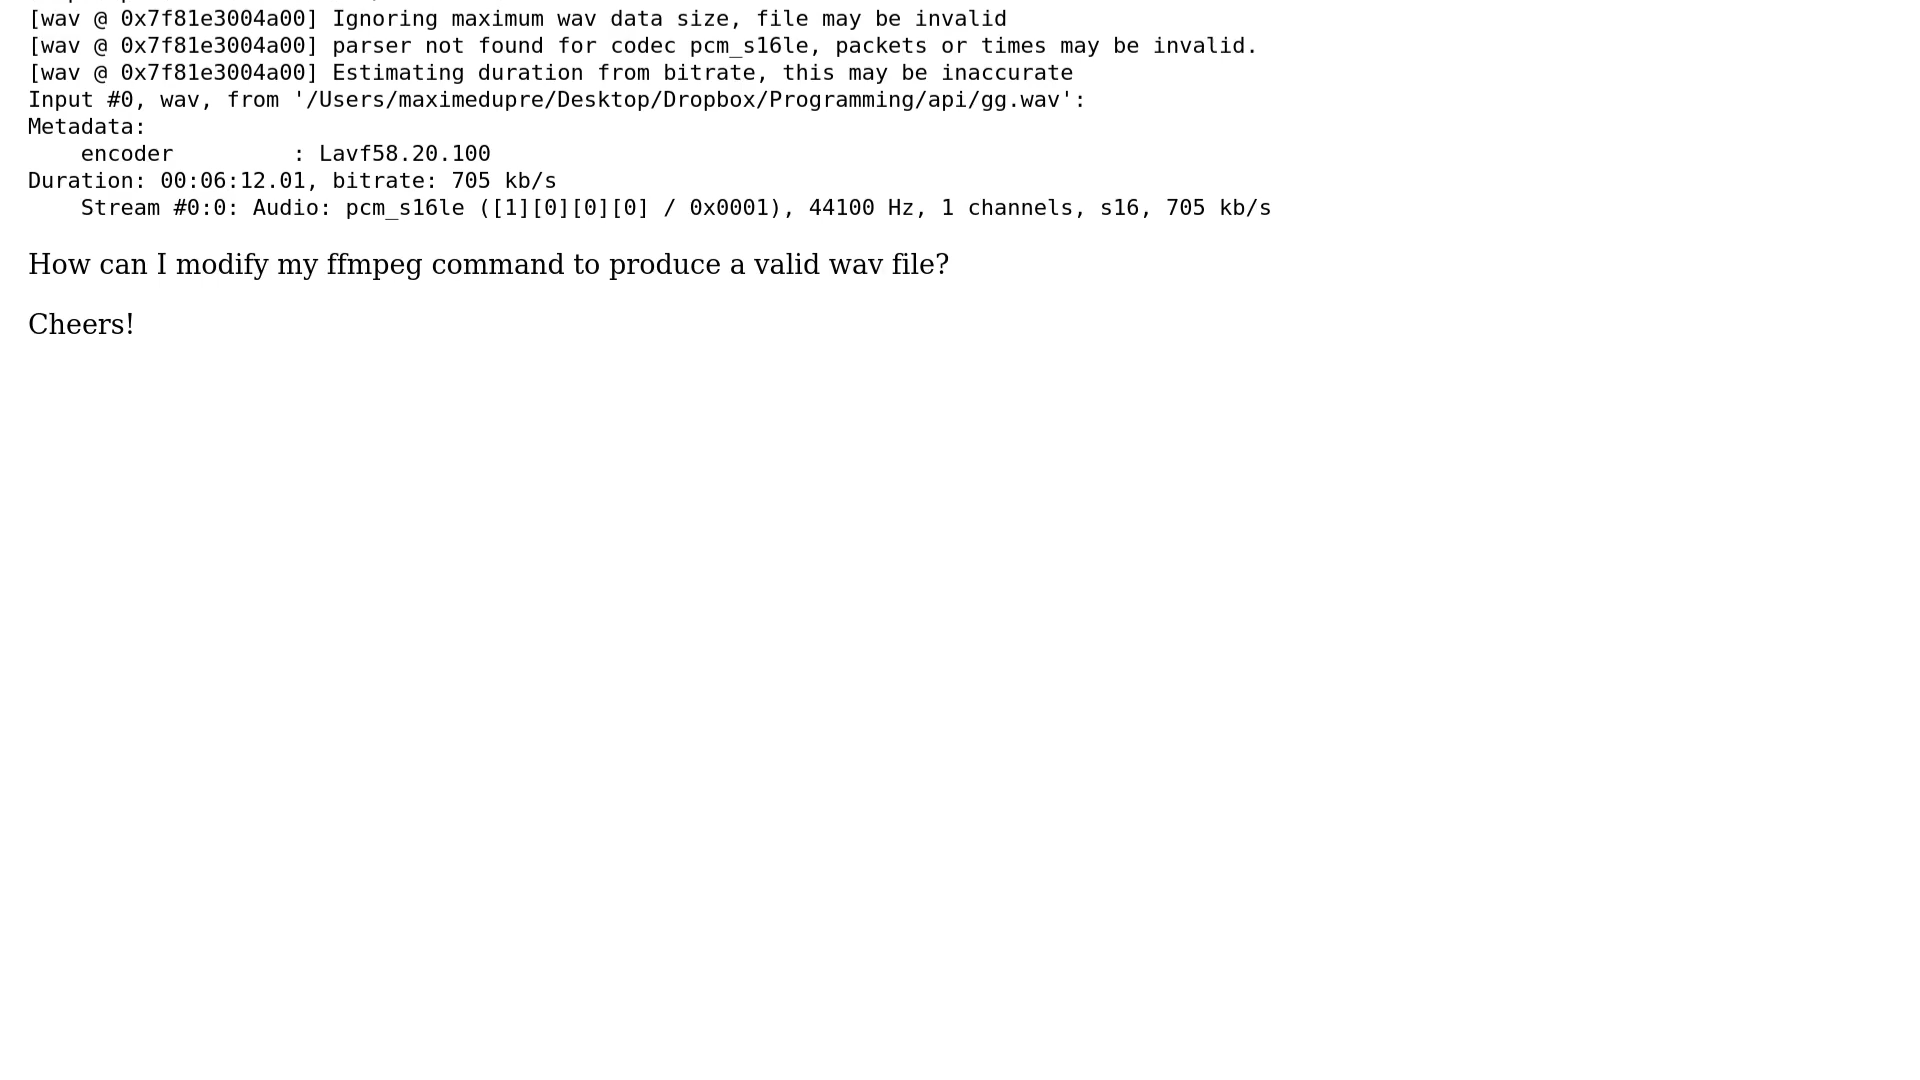 [wav @ 0x7f81e3004a00] Ignoring maximum wav data size, file may be invalid
[wav @ 0x7f81e3004a00] parser not found for codec pcm_s16le, packets or times may be invalid.
[wav @ 0x7f81e3004a00] Estimating duration from bitrate, this may be inaccurate
Input #0, wav, from '/Users/maximedupre/Desktop/Dropbox/Programming/api/gg.wav':
Metadata:
    encoder         : Lavf58.20.100
Duration: 00:06:12.01, bitrate: 705 kb/s
    Stream #0:0: Audio: pcm_s16le ([1][0][0][0] / 0x0001), 44100 Hz, 1 channels, s16, 705 kb/s
How can I modify my ffmpeg command to produce a valid wav file?
Cheers!